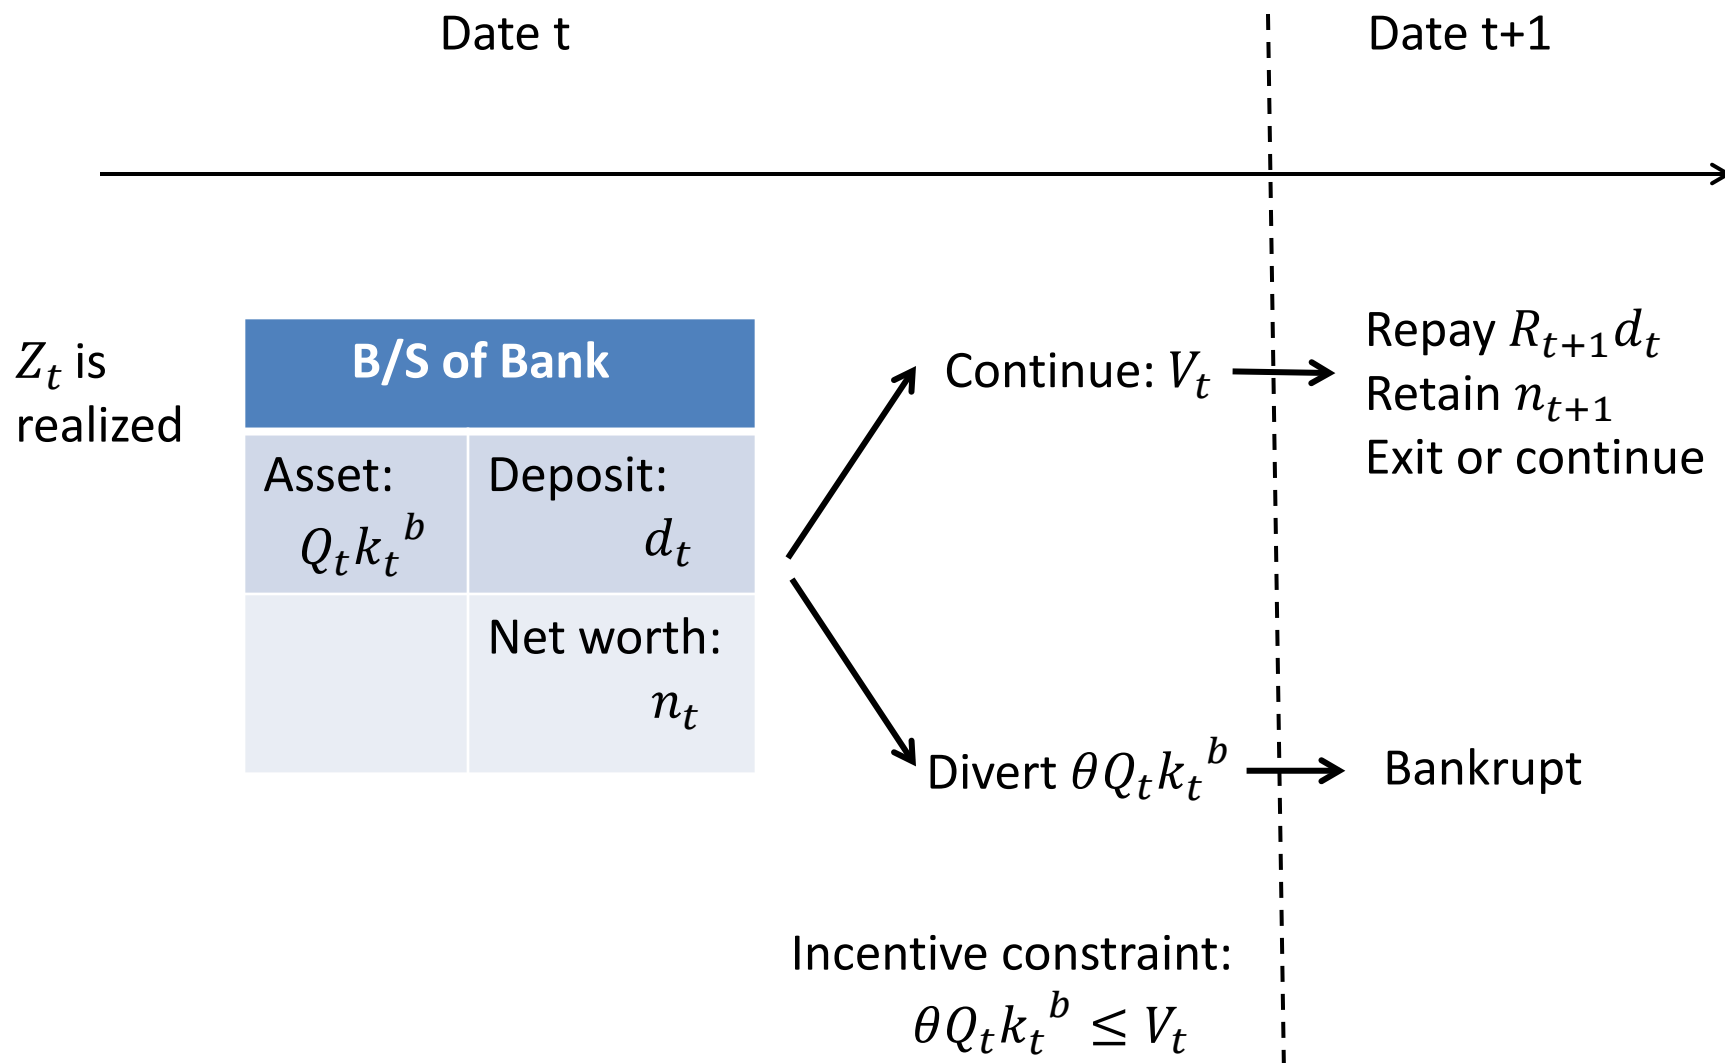 Date t
Date t+1
Z_t is
realized
B/S of Bank
Asset:
Q_t k_t^b
Deposit:
d_t
Net worth:
n_t
Continue: V_t
Divert θQ_t k_t^b
Repay R_{t+1} d_t
Retain n_{t+1}
Exit or continue
Bankrupt
Incentive constraint:
θQ_t k_t^b ≤ V_t